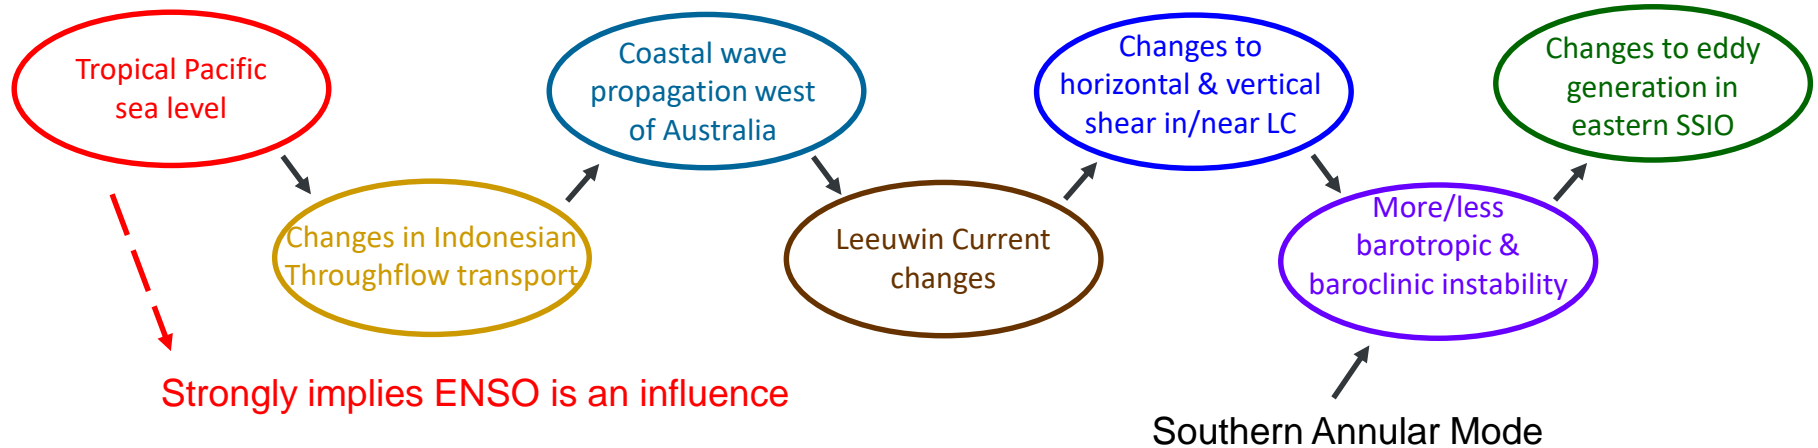 Tropical Pacific
sea level
Changes in Indonesian
Throughflow transport
Coastal wave
propagation west
of Australia
Leeuwin Current
changes
Changes to
horizontal & vertical
shear in/near LC
More/less
barotropic &
baroclinic instability
Changes to eddy
generation in
eastern SSIO
Strongly implies ENSO is an influence
Southern Annular Mode